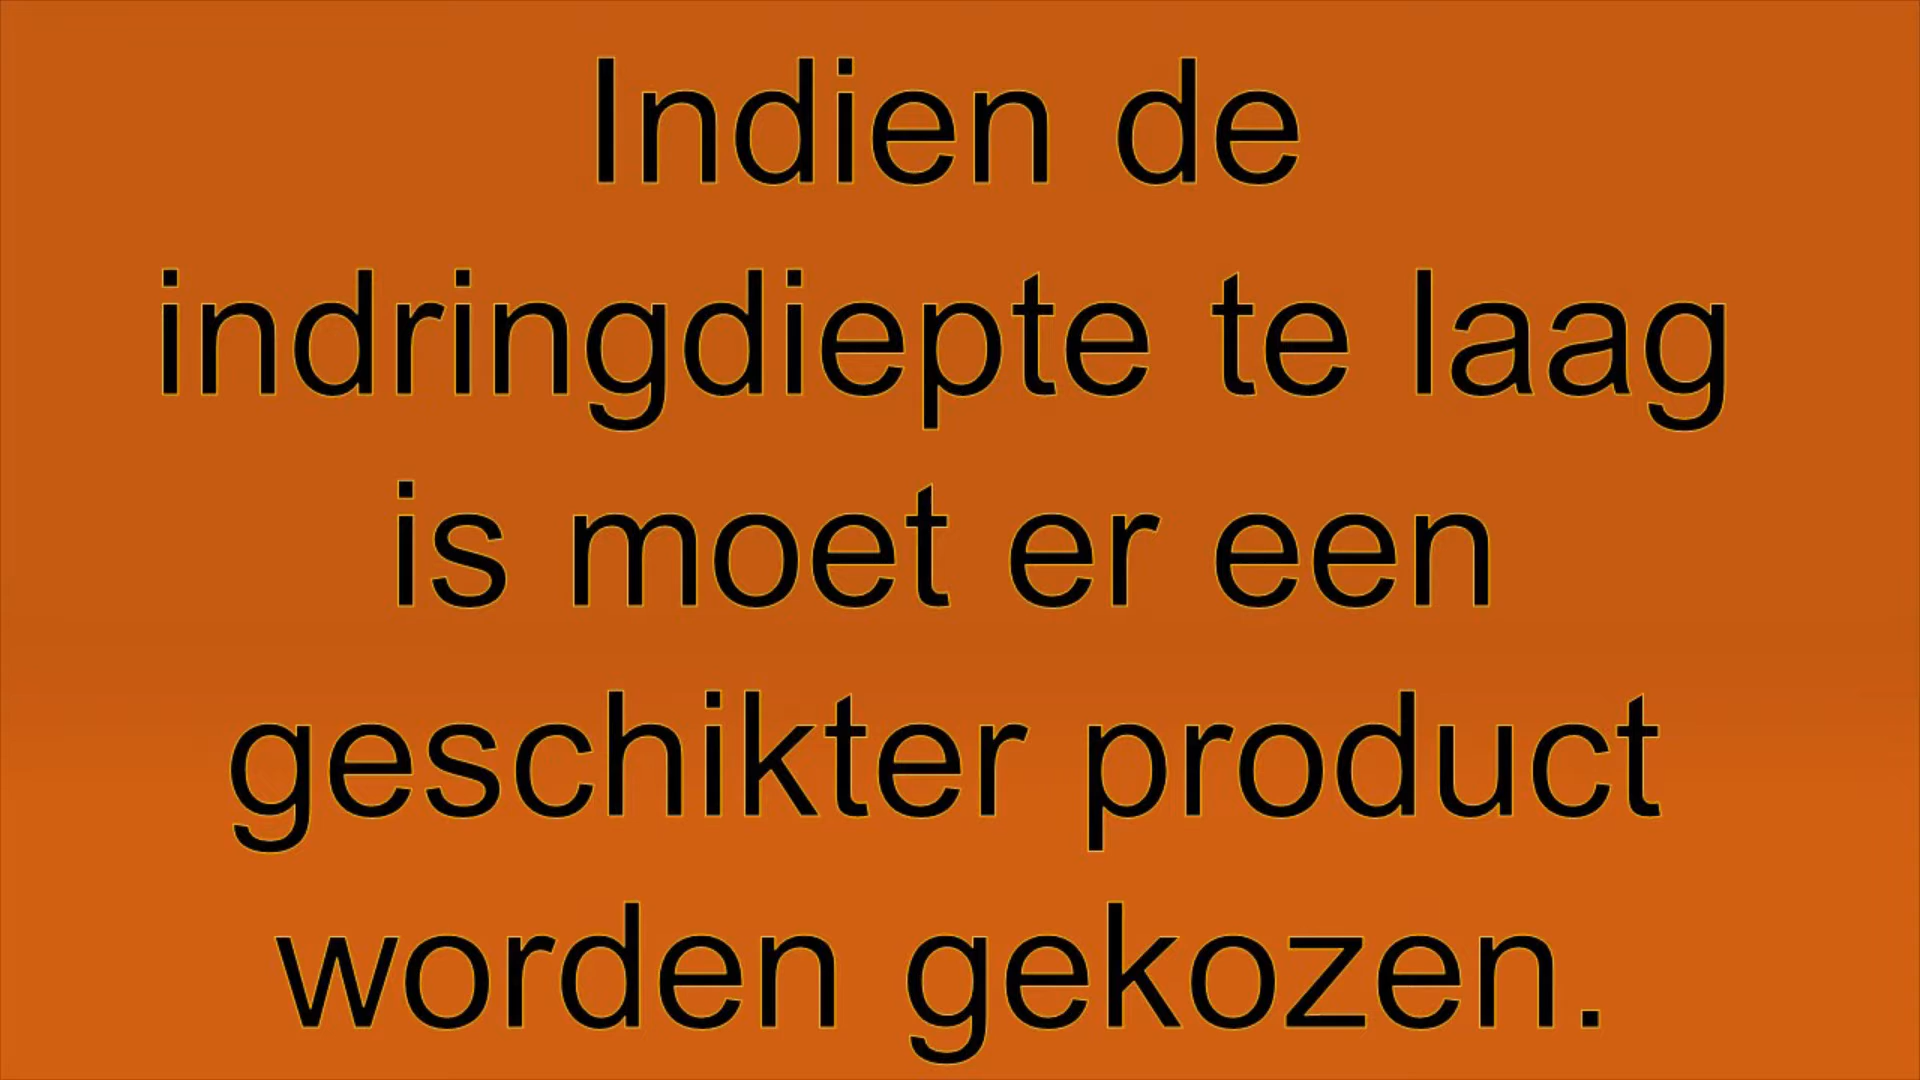 Indien de
indringdiepte te laag
is moet er een
geschikter product
worden gekozen.